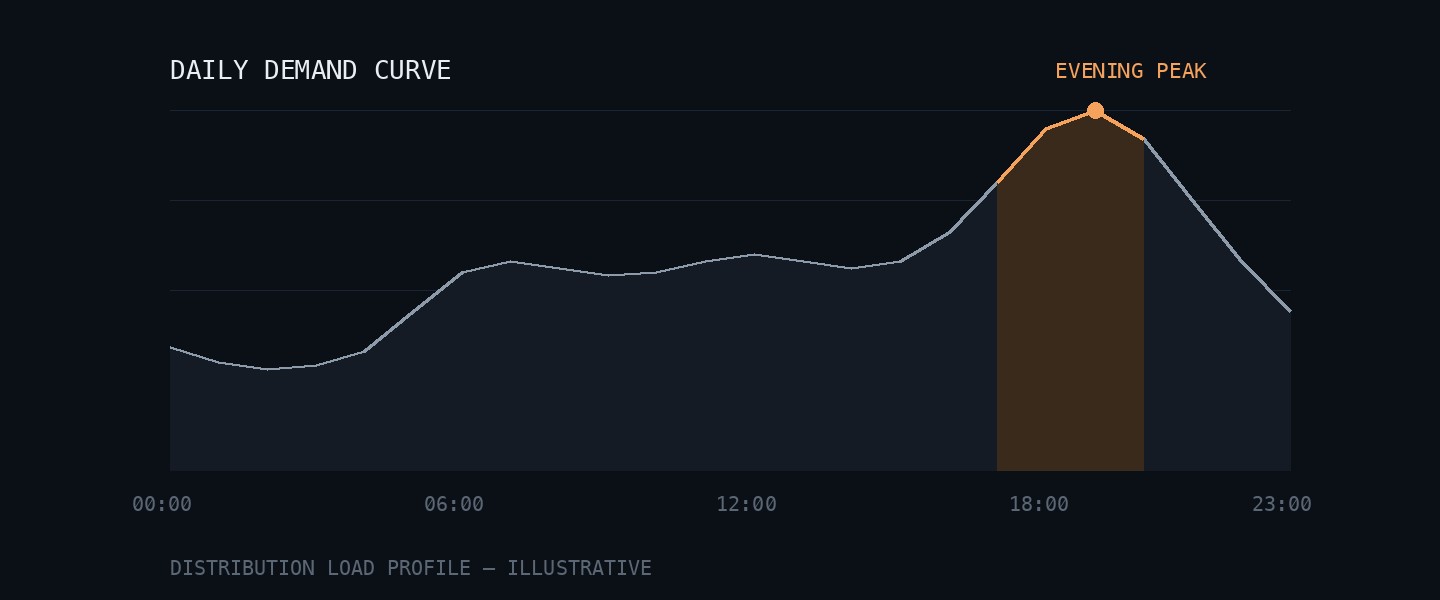 DAILY DEMAND CURVE
EVENING PEAK
00:00 06:00 12:00 18:00 23:00
DISTRIBUTION LOAD PROFILE — ILLUSTRATIVE